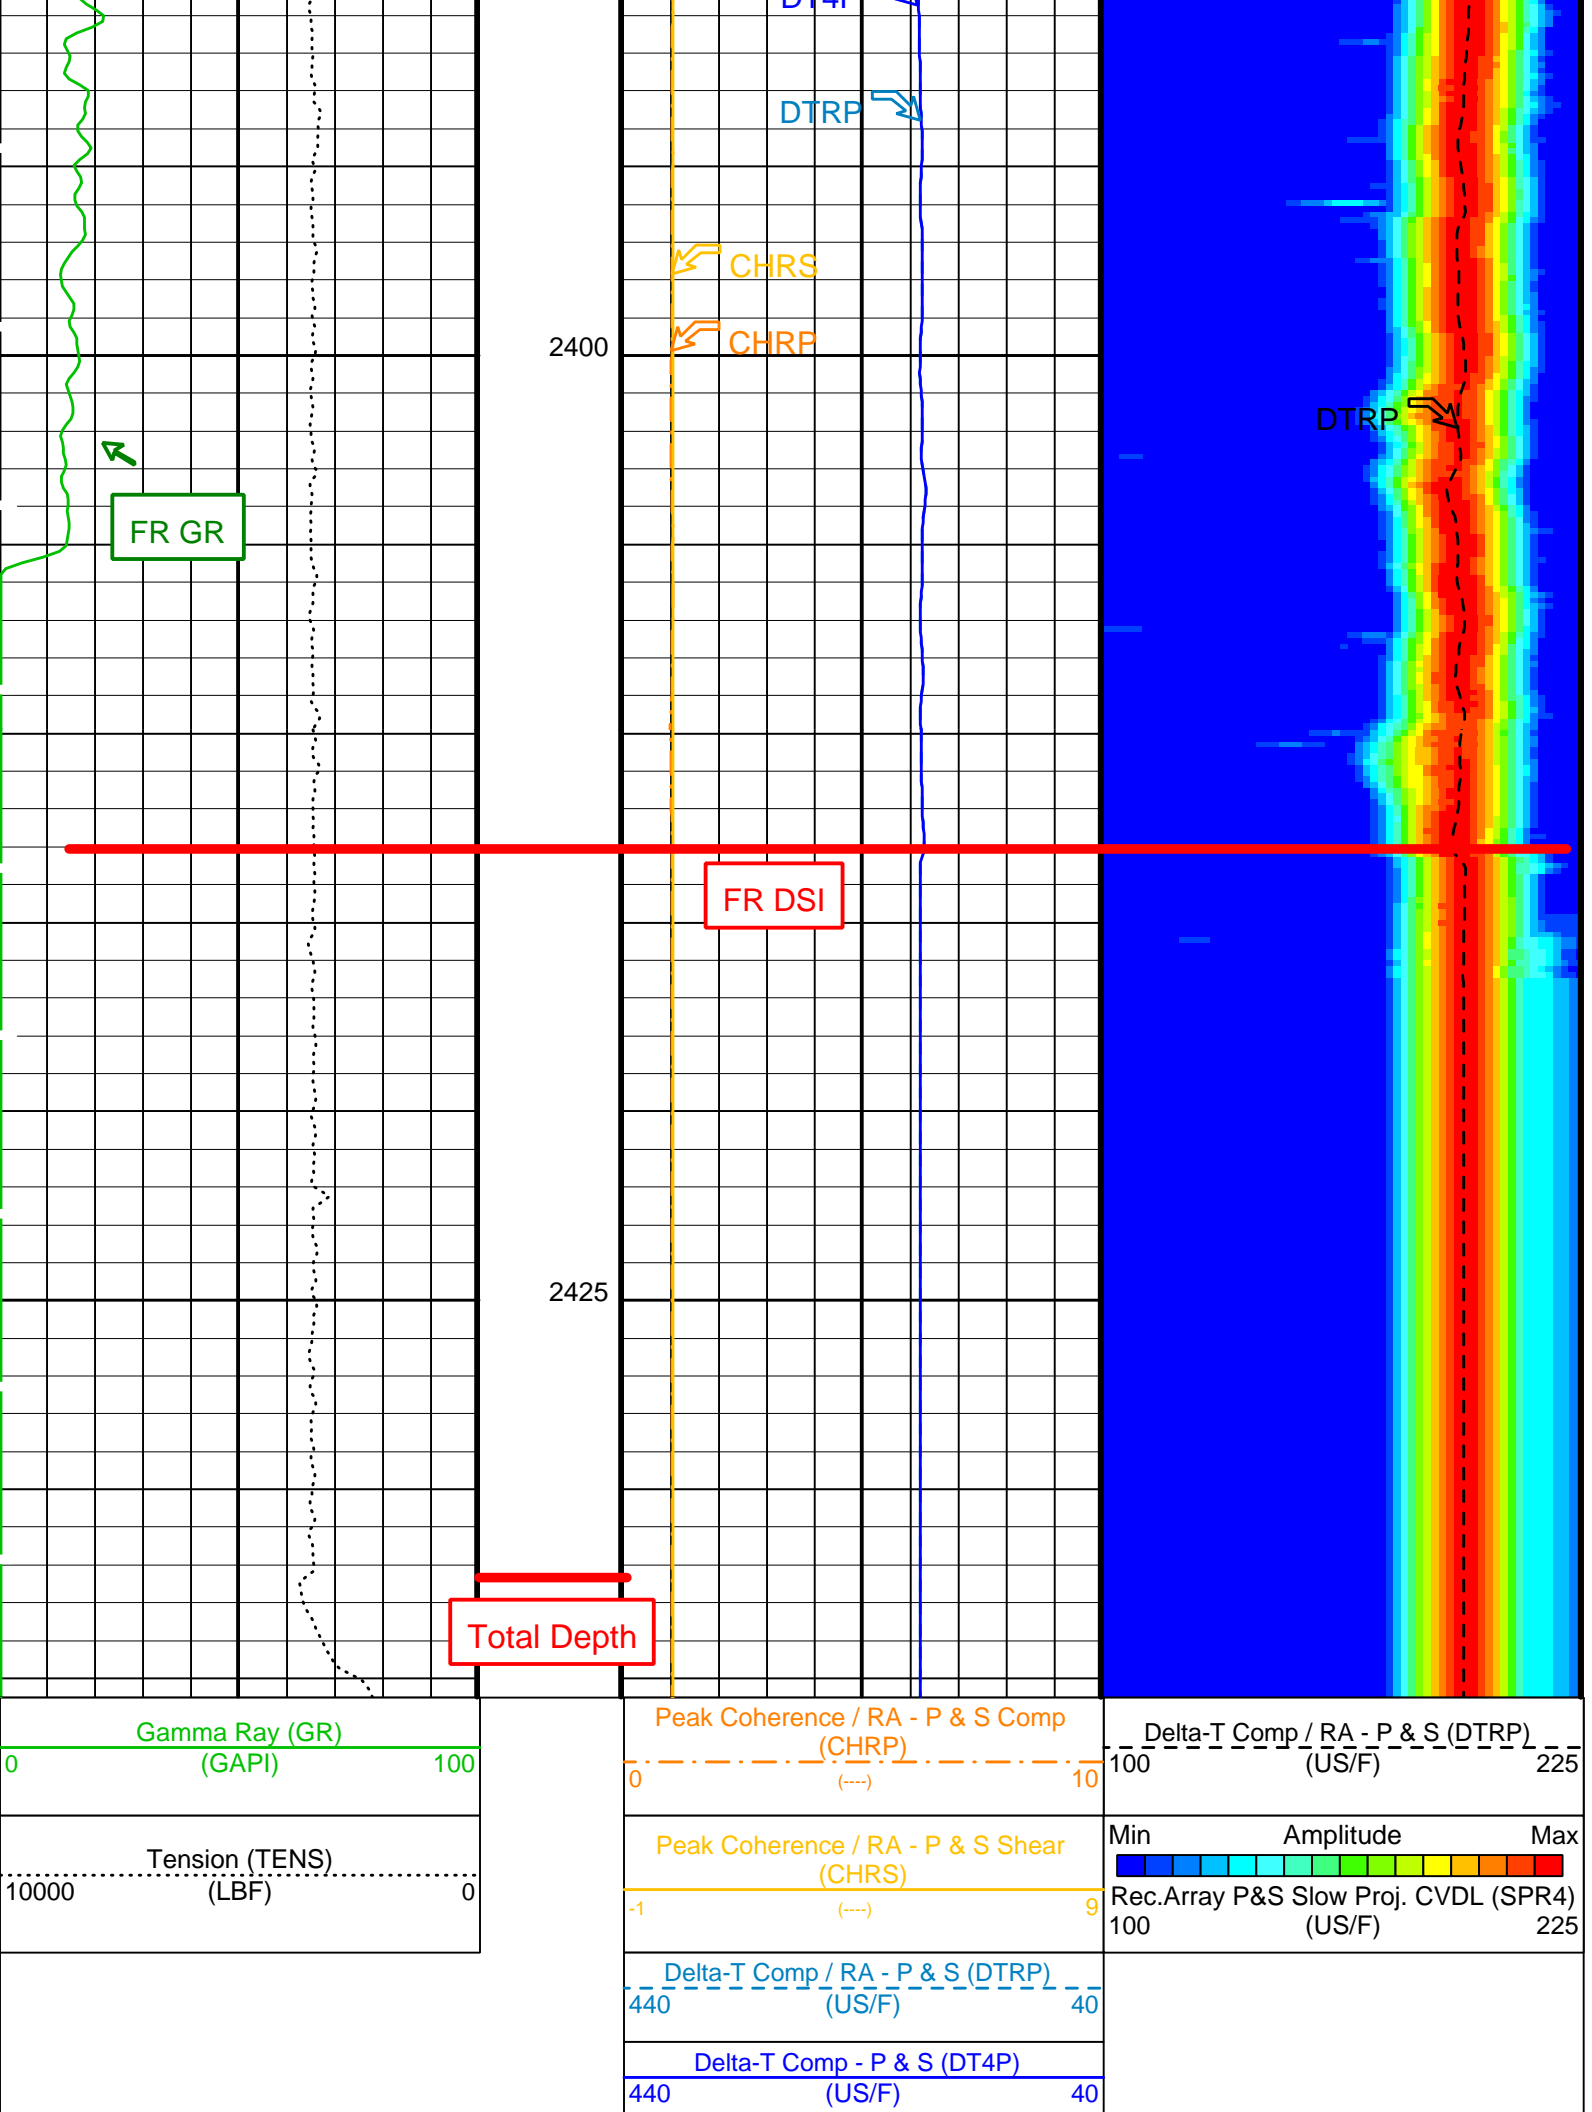 DT4P
DTRP
CHRS
2400
CHRP
DTRP
FR GR
FR DSI
2425
Total Depth
Gamma Ray (GR)
0 (GAPI) 100
Tension (TENS)
10000 (LBF) 0
Peak Coherence / RA - P & S Comp
(CHRP)
0 (----) 10
Peak Coherence / RA - P & S Shear
(CHRS)
-1 (----) 9
Delta-T Comp / RA - P & S (DTRP)
440 (US/F) 40
Delta-T Comp - P & S (DT4P)
440 (US/F) 40
Delta-T Comp / RA - P & S (DTRP)
100 (US/F) 225
Min Amplitude Max
Rec.Array P&S Slow Proj. CVDL (SPR4)
100 (US/F) 225